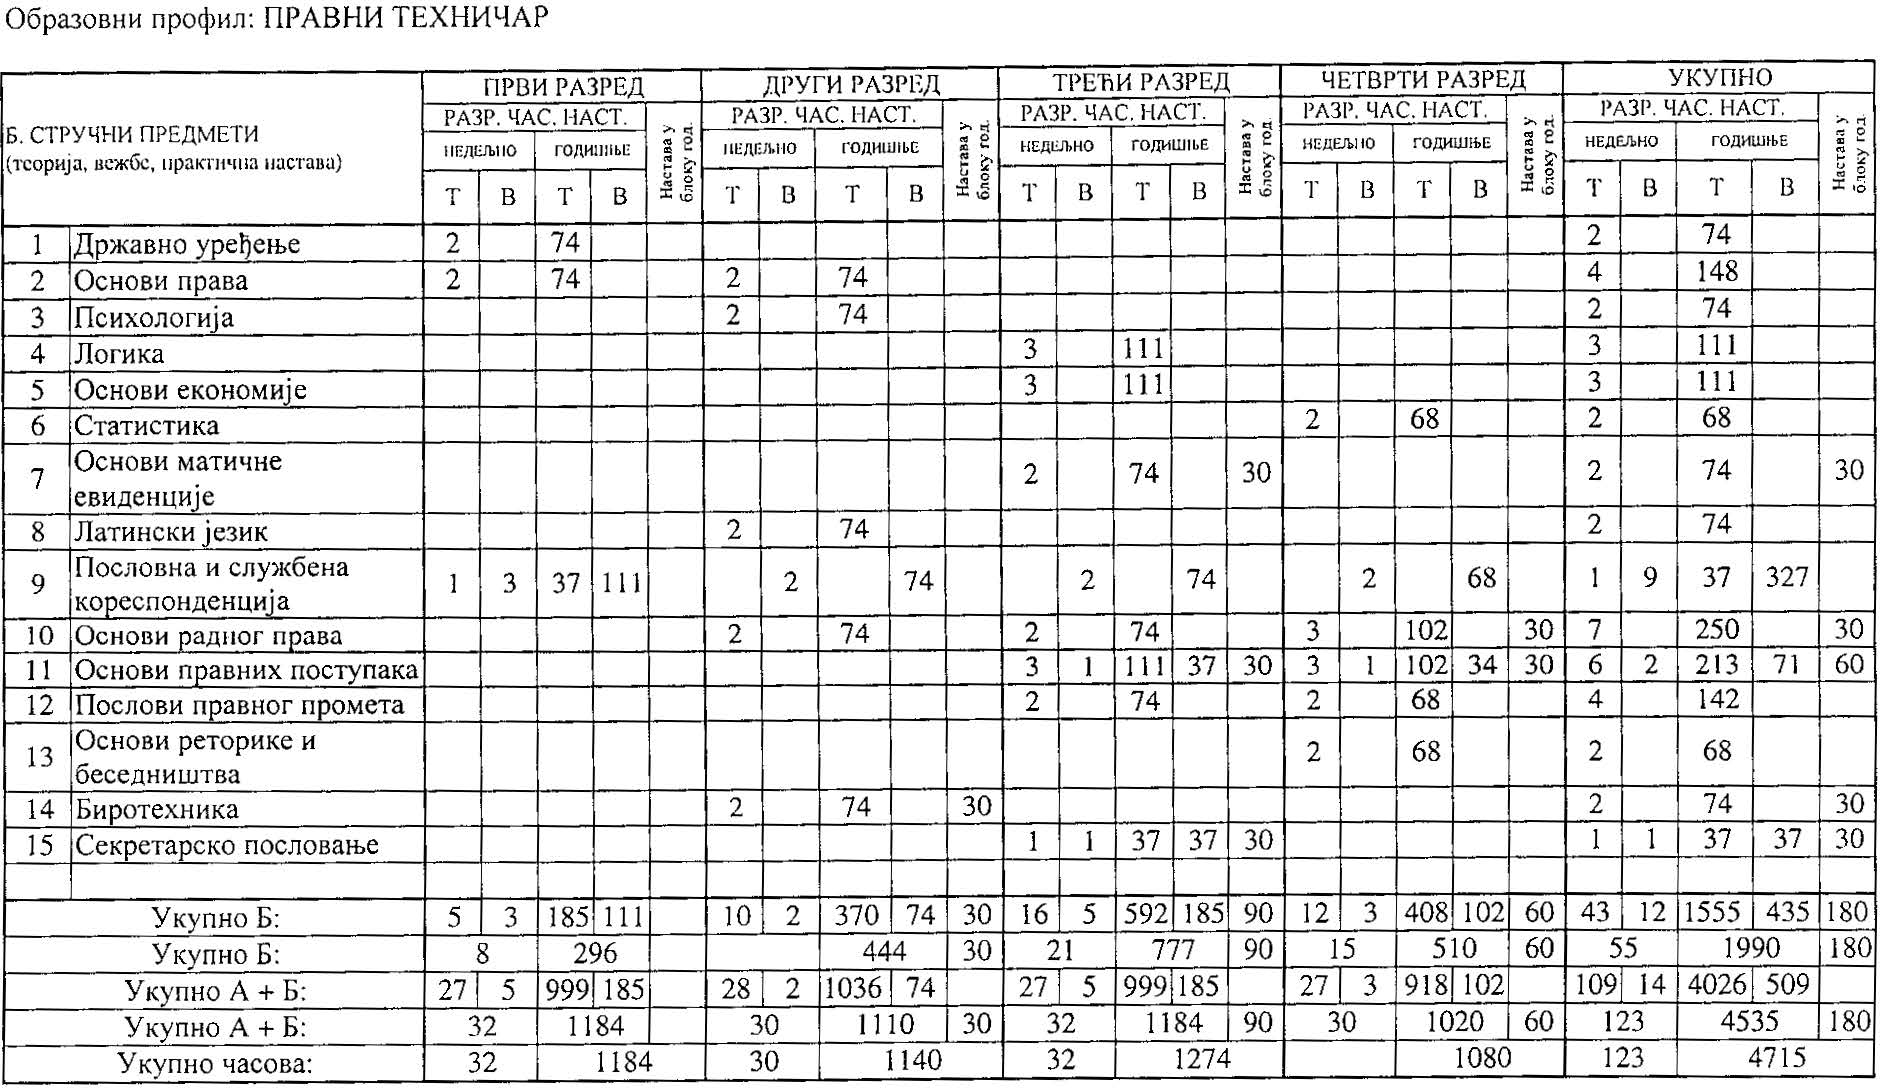 Образовни профил: ПРАВНИ ТЕХНИЧАР
Б. СТРУЧНИ ПРЕДМЕТИ
(теорија, вежбе, практична настава)
ПРВИ РАЗРЕД ДРУГИ РАЗРЕД ТРЕЋИ РАЗРЕД ЧЕТВРТИ РАЗРЕД УКУПНО
РАЗР. ЧАС. НАСТ. Настава у блоку год. РАЗР. ЧАС. НАСТ. Настава у блоку год. РАЗР. ЧАС. НАСТ. Настава у блоку год. РАЗР. ЧАС. НАСТ. Настава у блоку год. РАЗР. ЧАС. НАСТ. Настава у блоку год.
НЕДЕЉНО ГОДИШЊЕ НЕДЕЉНО ГОДИШЊЕ НЕДЕЉНО ГОДИШЊЕ НЕДЕЉНО ГОДИШЊЕ НЕДЕЉНО ГОДИШЊЕ
Т В Т В Т В Т В Т В Т В Т В Т В Т В Т В
1 Државно уређење 2 74 2 74
2 Основи права 2 74 2 74 4 148
3 Психологија 2 74 2 74
4 Логика 3 111 3 111
5 Основи економије 3 111 3 111
6 Статистика 2 68 2 68
7 Основи матичне
евиденције 2 74 30 2 74 30
8 Латински језик 2 74 2 74
9 Пословна и службена
кореспонденција 1 3 37 111 2 74 2 74 2 68 1 9 37 327
10 Основи радног права 2 74 2 74 3 102 30 7 250 30
11 Основи правних поступака 3 1 111 37 30 3 1 102 34 30 6 2 213 71 60
12 Послови правног промета 2 74 2 68 4 142
13 Основи реторике и
беседништва 2 68 2 68
14 Биротехника 2 74 30 2 74 30
15 Секретарско пословање 1 1 37 37 30 1 1 37 37 30
Укупно Б: 5 3 185 111 10 2 370 74 30 16 5 592 185 90 12 3 408 102 60 43 12 1555 435 180
Укупно Б: 8 296 444 30 21 777 90 15 510 60 55 1990 180
Укупно А + Б: 27 5 999 185 28 2 1036 74 27 5 999 185 27 3 918 102 109 14 4026 509
Укупно А + Б: 32 1184 30 1110 30 32 1184 90 30 1020 60 123 4535 180
Укупно часова: 32 1184 30 1140 32 1274 1080 123 4715